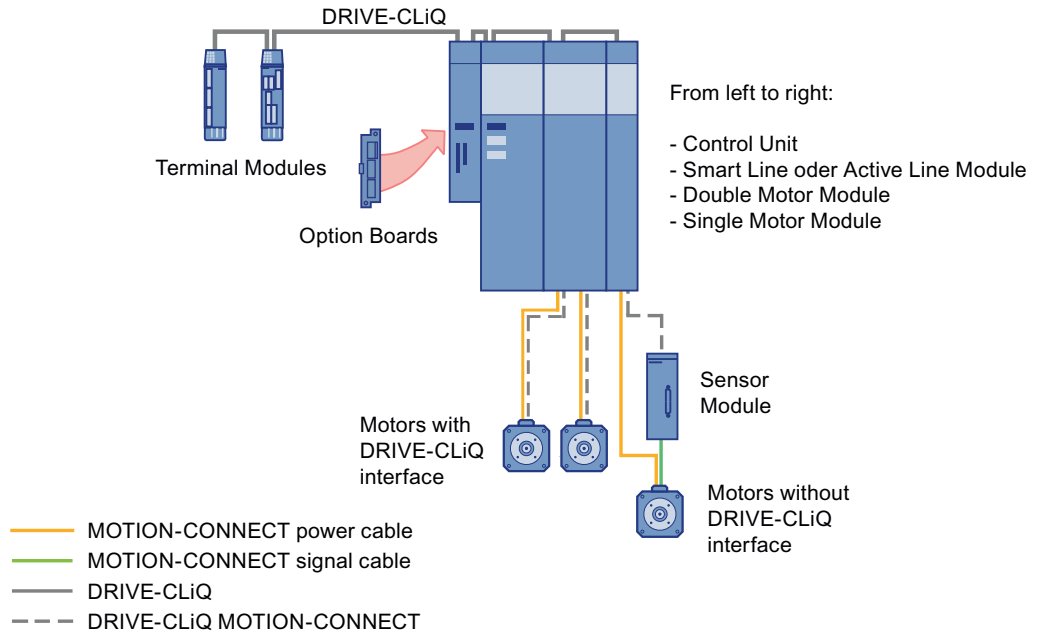 DRIVE-CLiQ
From left to right:
- Control Unit
- Smart Line oder Active Line Module
- Double Motor Module
- Single Motor Module
Terminal Modules
Option Boards
Sensor
Module
Motors with
DRIVE-CLiQ
interface
Motors without
DRIVE-CLiQ
interface
MOTION-CONNECT power cable
MOTION-CONNECT signal cable
DRIVE-CLiQ
DRIVE-CLiQ MOTION-CONNECT